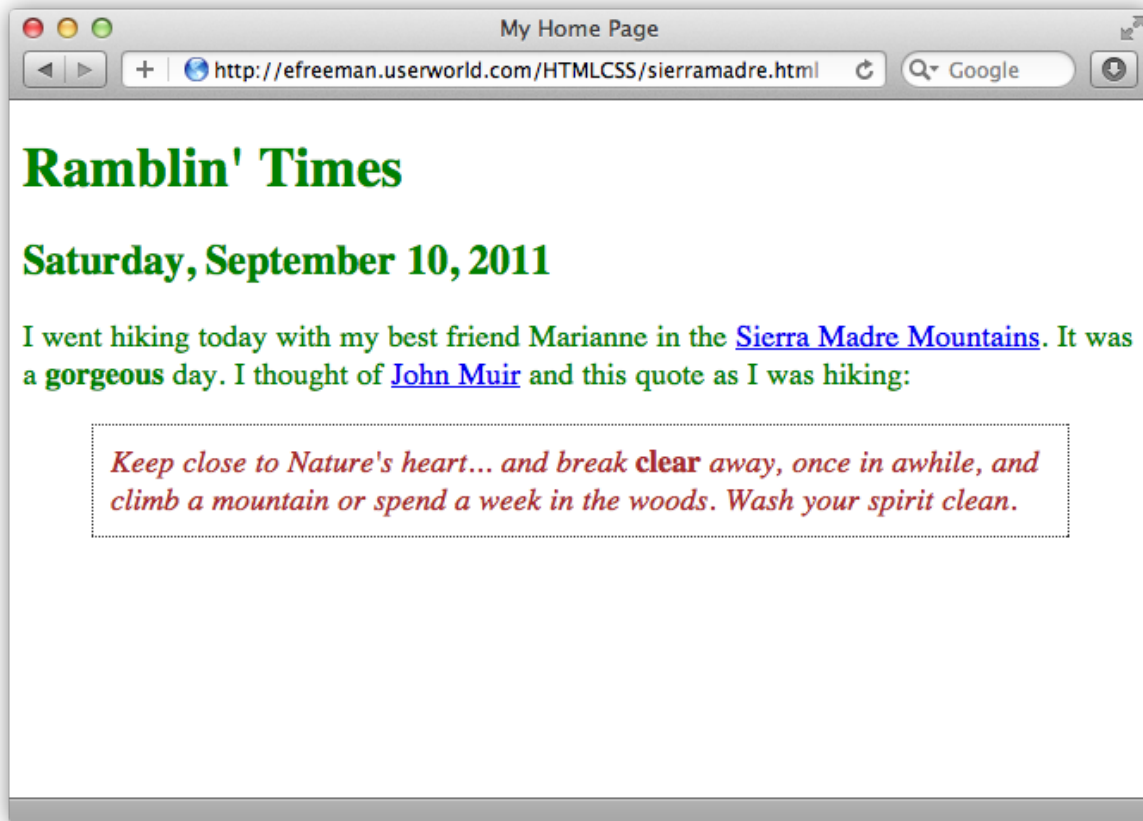 My Home Page
http://efreeman.userworld.com/HTMLCSS/sierramadre.html
Google
Ramblin' Times
Saturday, September 10, 2011
I went hiking today with my best friend Marianne in the Sierra Madre Mountains. It was
a gorgeous day. I thought of John Muir and this quote as I was hiking:
Keep close to Nature's heart... and break clear away, once in awhile, and
climb a mountain or spend a week in the woods. Wash your spirit clean.